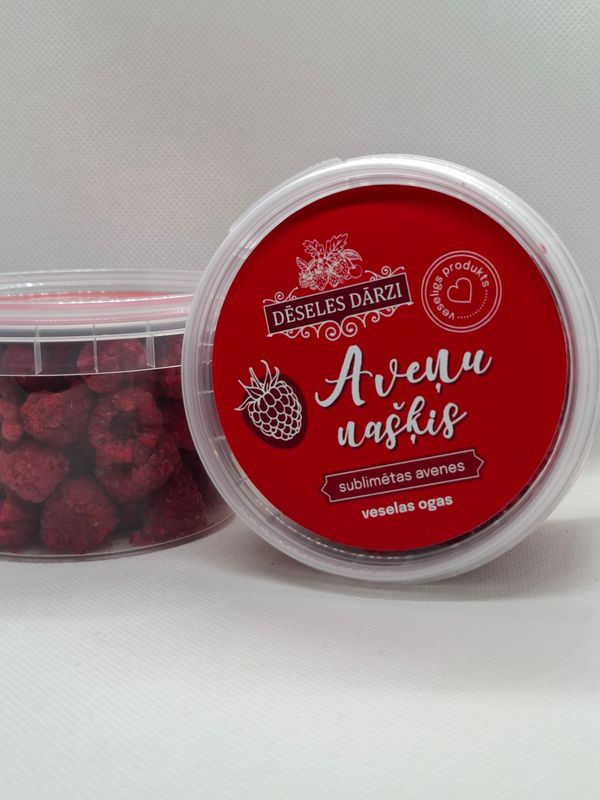 DĒSELES DĀRZI
veselīgs produkts
Aveņu
našķis
sublimētas avenes
veselas ogas